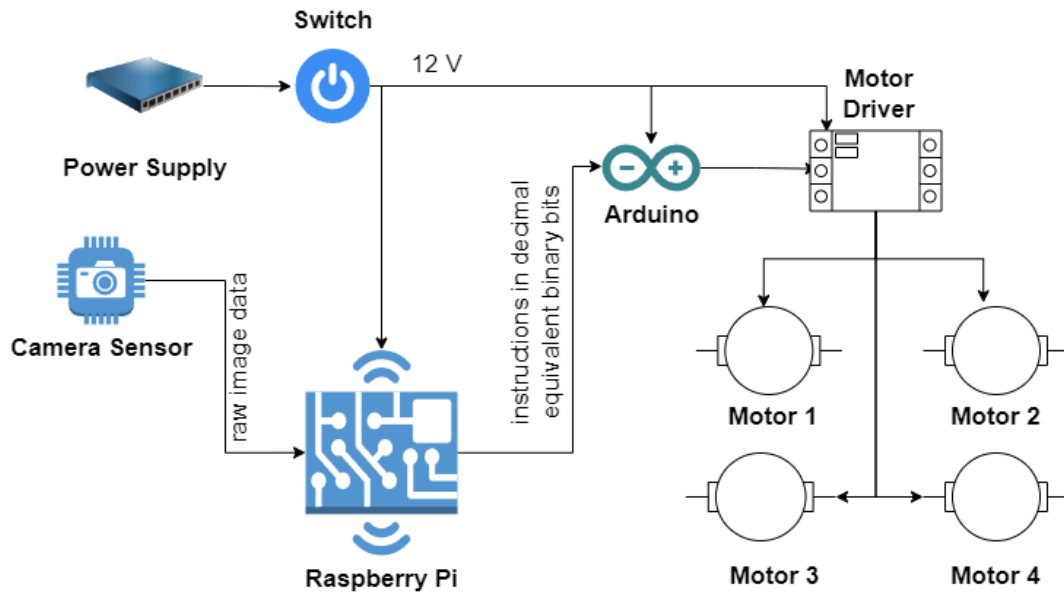 Switch
12 V
Motor
Driver
Power Supply
Arduino
instructions in decimal
equivalent binary bits
raw image data
Camera Sensor
Motor 1
Motor 2
Motor 3
Motor 4
Raspberry Pi